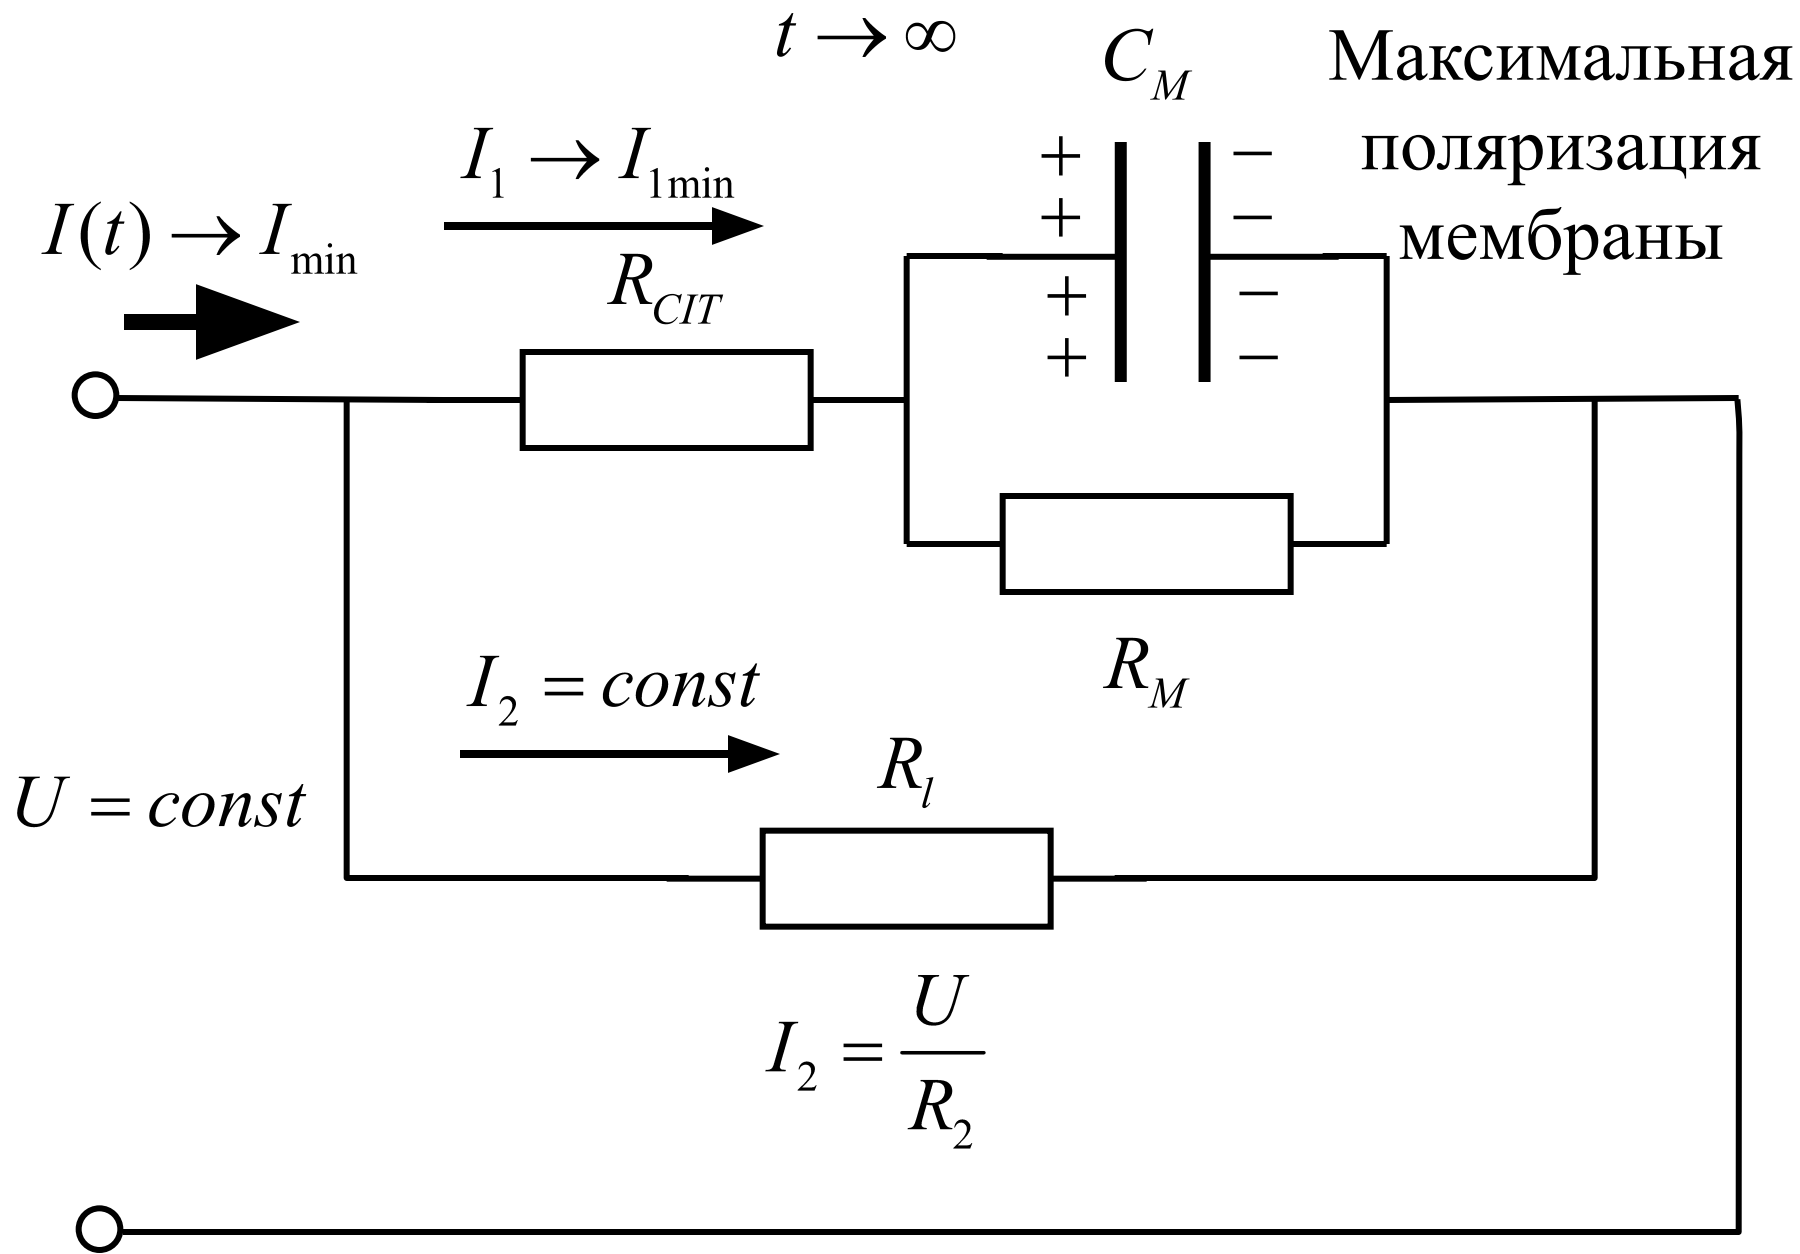 t → ∞
C_M
Максимальная
поляризация
мембраны
I_1 → I_1min
I(t) → I_min
R_CIT
+ −
+ −
+ −
+ −
R_M
I_2 = const
R_l
U = const
I_2 = U/R_2